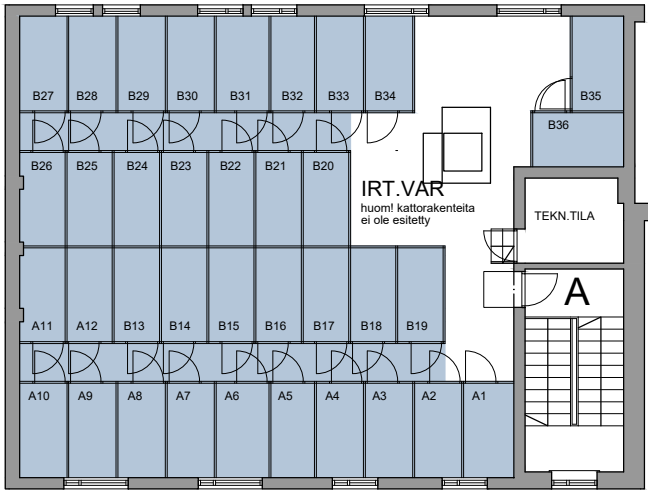 B27 B28 B29 B30 B31 B32 B33 B34 B35
B36
B26 B25 B24 B23 B22 B21 B20
IRT.VAR
huom! kattorakenteita
ei ole esitetty
TEKN.TILA
A
A11 A12 B13 B14 B15 B16 B17 B18 B19
A10 A9 A8 A7 A6 A5 A4 A3 A2 A1